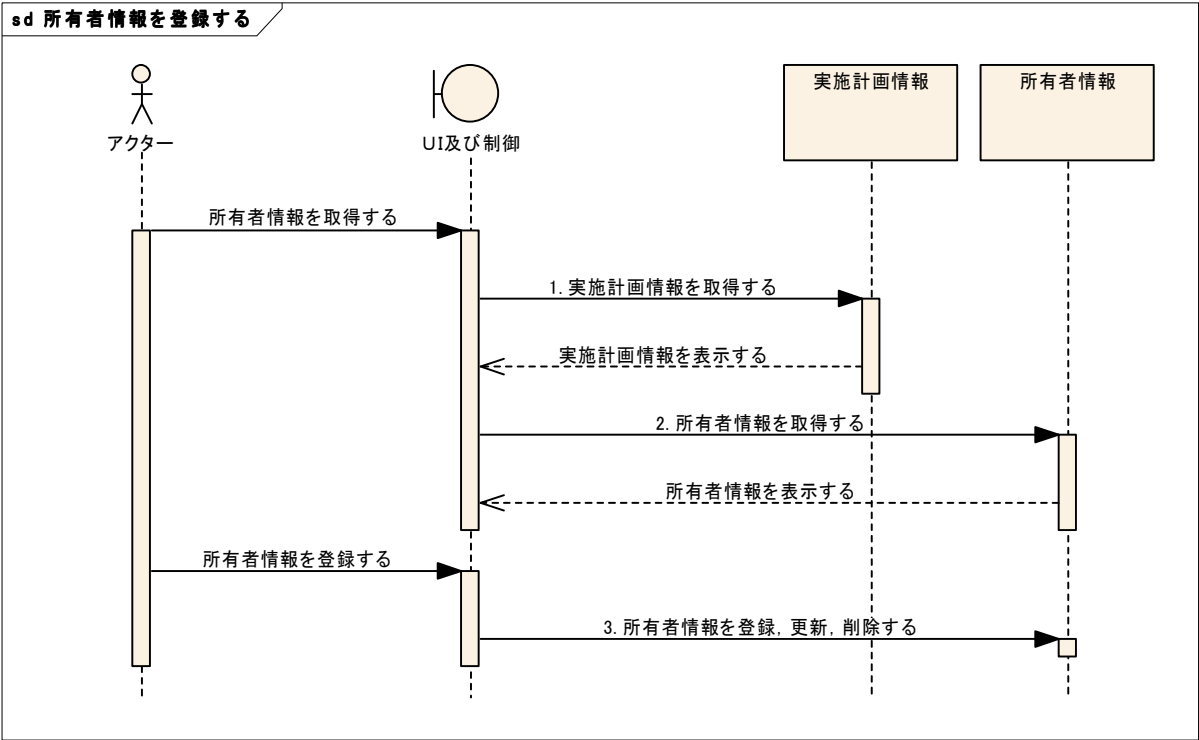 sd 所有者情報を登録する
アクター
UI及び制御
実施計画情報
所有者情報
所有者情報を取得する
1.実施計画情報を取得する
実施計画情報を表示する
2.所有者情報を取得する
所有者情報を表示する
所有者情報を登録する
3.所有者情報を登録,更新,削除する